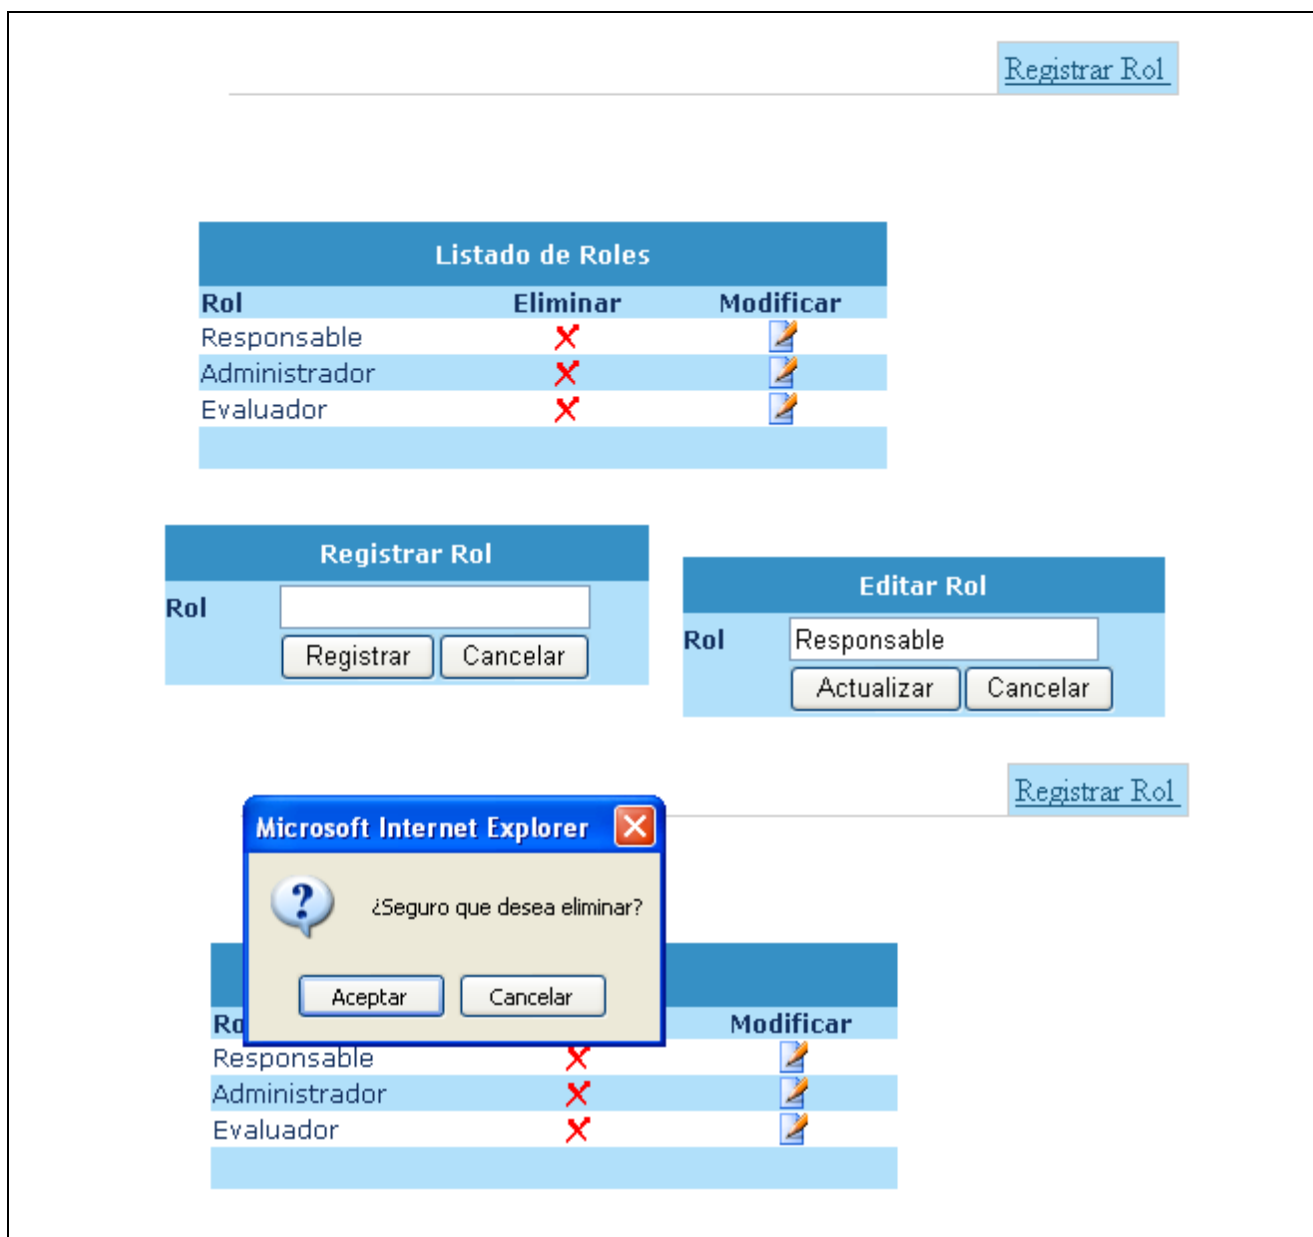 Registrar Rol
Listado de Roles
Rol Eliminar Modificar
Responsable
Administrador
Evaluador
Registrar Rol
Rol
Registrar Cancelar
Editar Rol
Rol Responsable
Actualizar Cancelar
Registrar Rol
Microsoft Internet Explorer
¿Seguro que desea eliminar?
Aceptar Cancelar
Modificar
Responsable
Administrador
Evaluador